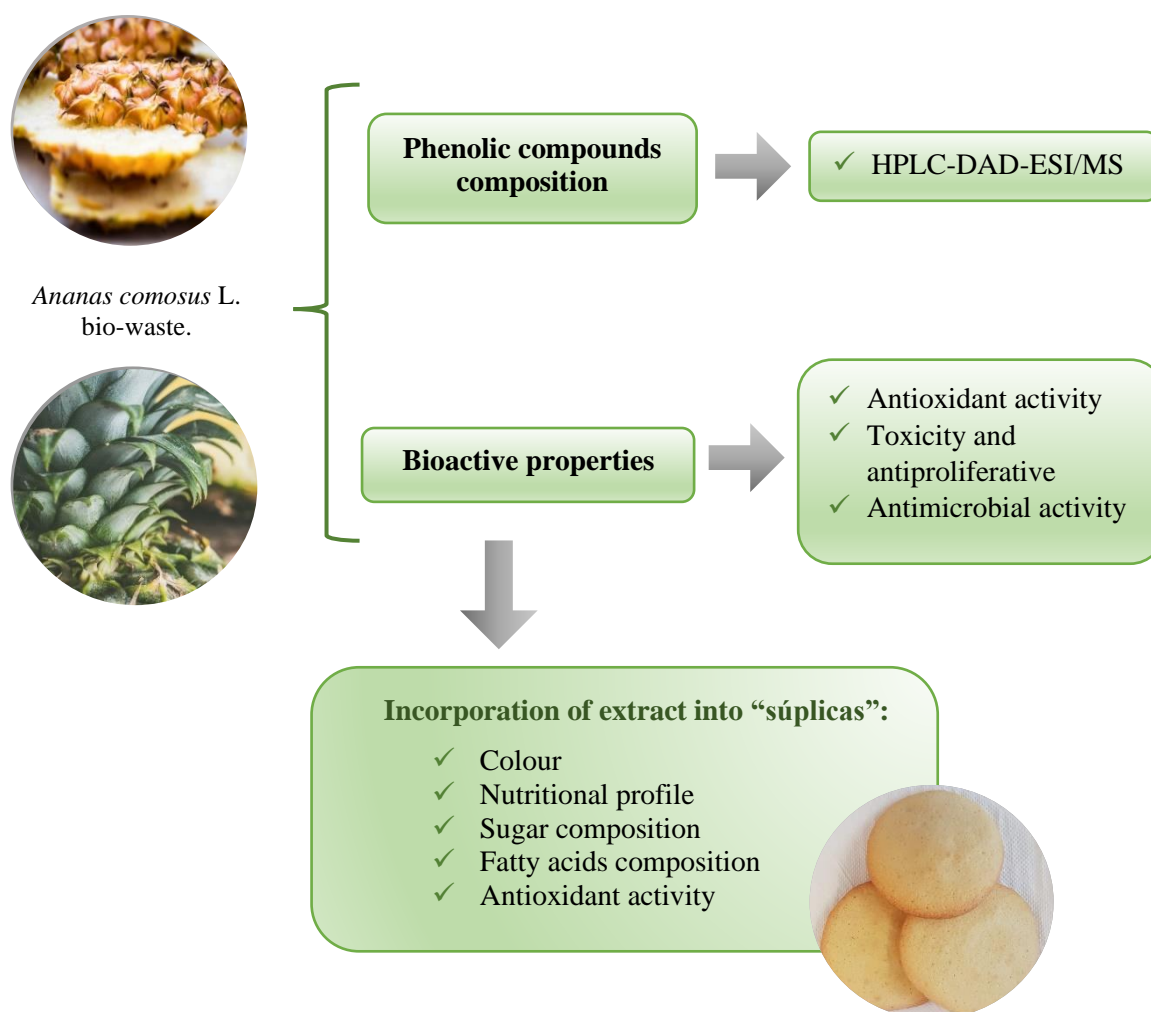 Ananas comosus L.
bio-waste.
Phenolic compounds
composition
✓ HPLC-DAD-ESI/MS
Bioactive properties
✓ Antioxidant activity
✓ Toxicity and
antiproliferative
✓ Antimicrobial activity
Incorporation of extract into “súplicas”:
✓ Colour
✓ Nutritional profile
✓ Sugar composition
✓ Fatty acids composition
✓ Antioxidant activity